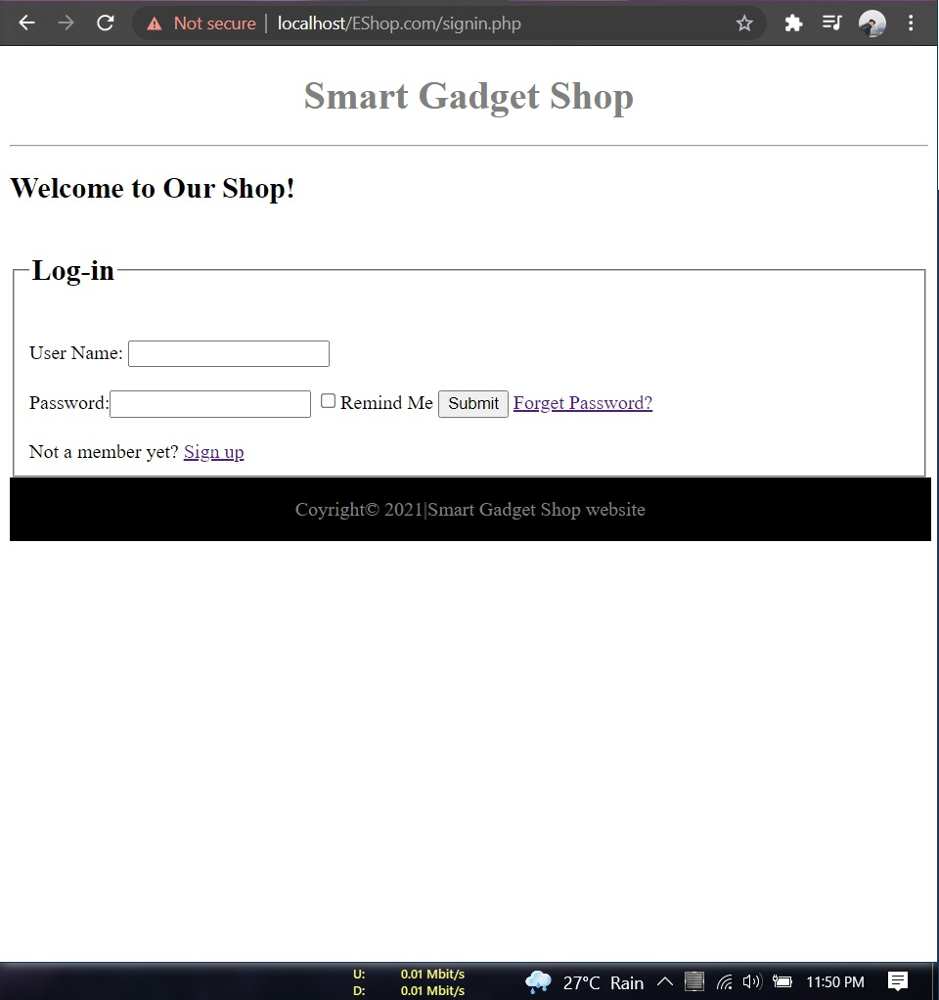 Not secure | localhost/EShop.com/signin.php
Smart Gadget Shop
Welcome to Our Shop!
Log-in
User Name:
Password: Remind Me Submit Forget Password?
Not a member yet? Sign up
Coyright© 2021|Smart Gadget Shop website
U: 0.01 Mbit/s
D: 0.01 Mbit/s
27°C Rain 11:50 PM